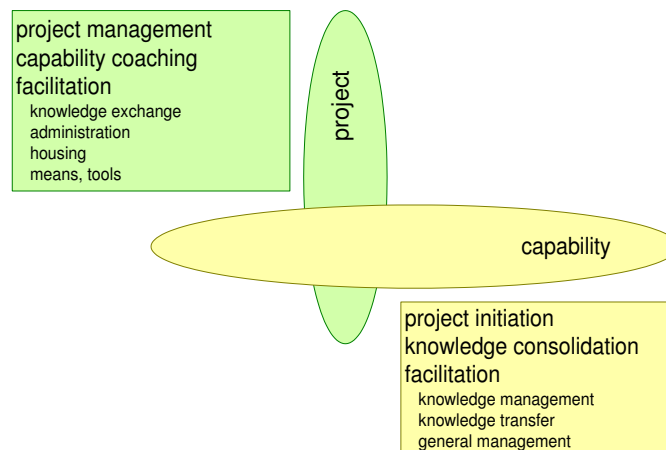 project management
capability coaching
facilitation
knowledge exchange
administration
housing
means, tools
project
capability
project initiation
knowledge consolidation
facilitation
knowledge management
knowledge transfer
general management